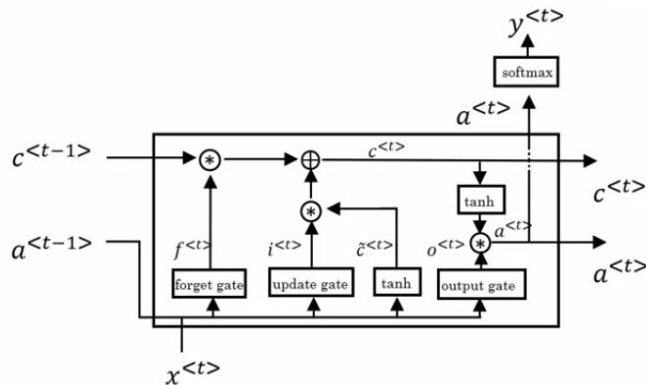 y<t>
softmax
a<t>
c<t-1>
*
⊕
c<t>
c<t>
tanh
*
a<t-1>
f<t>
i<t>
c̃<t>
o<t>
*
a<t>
a<t>
forget gate
update gate
tanh
output gate
x<t>